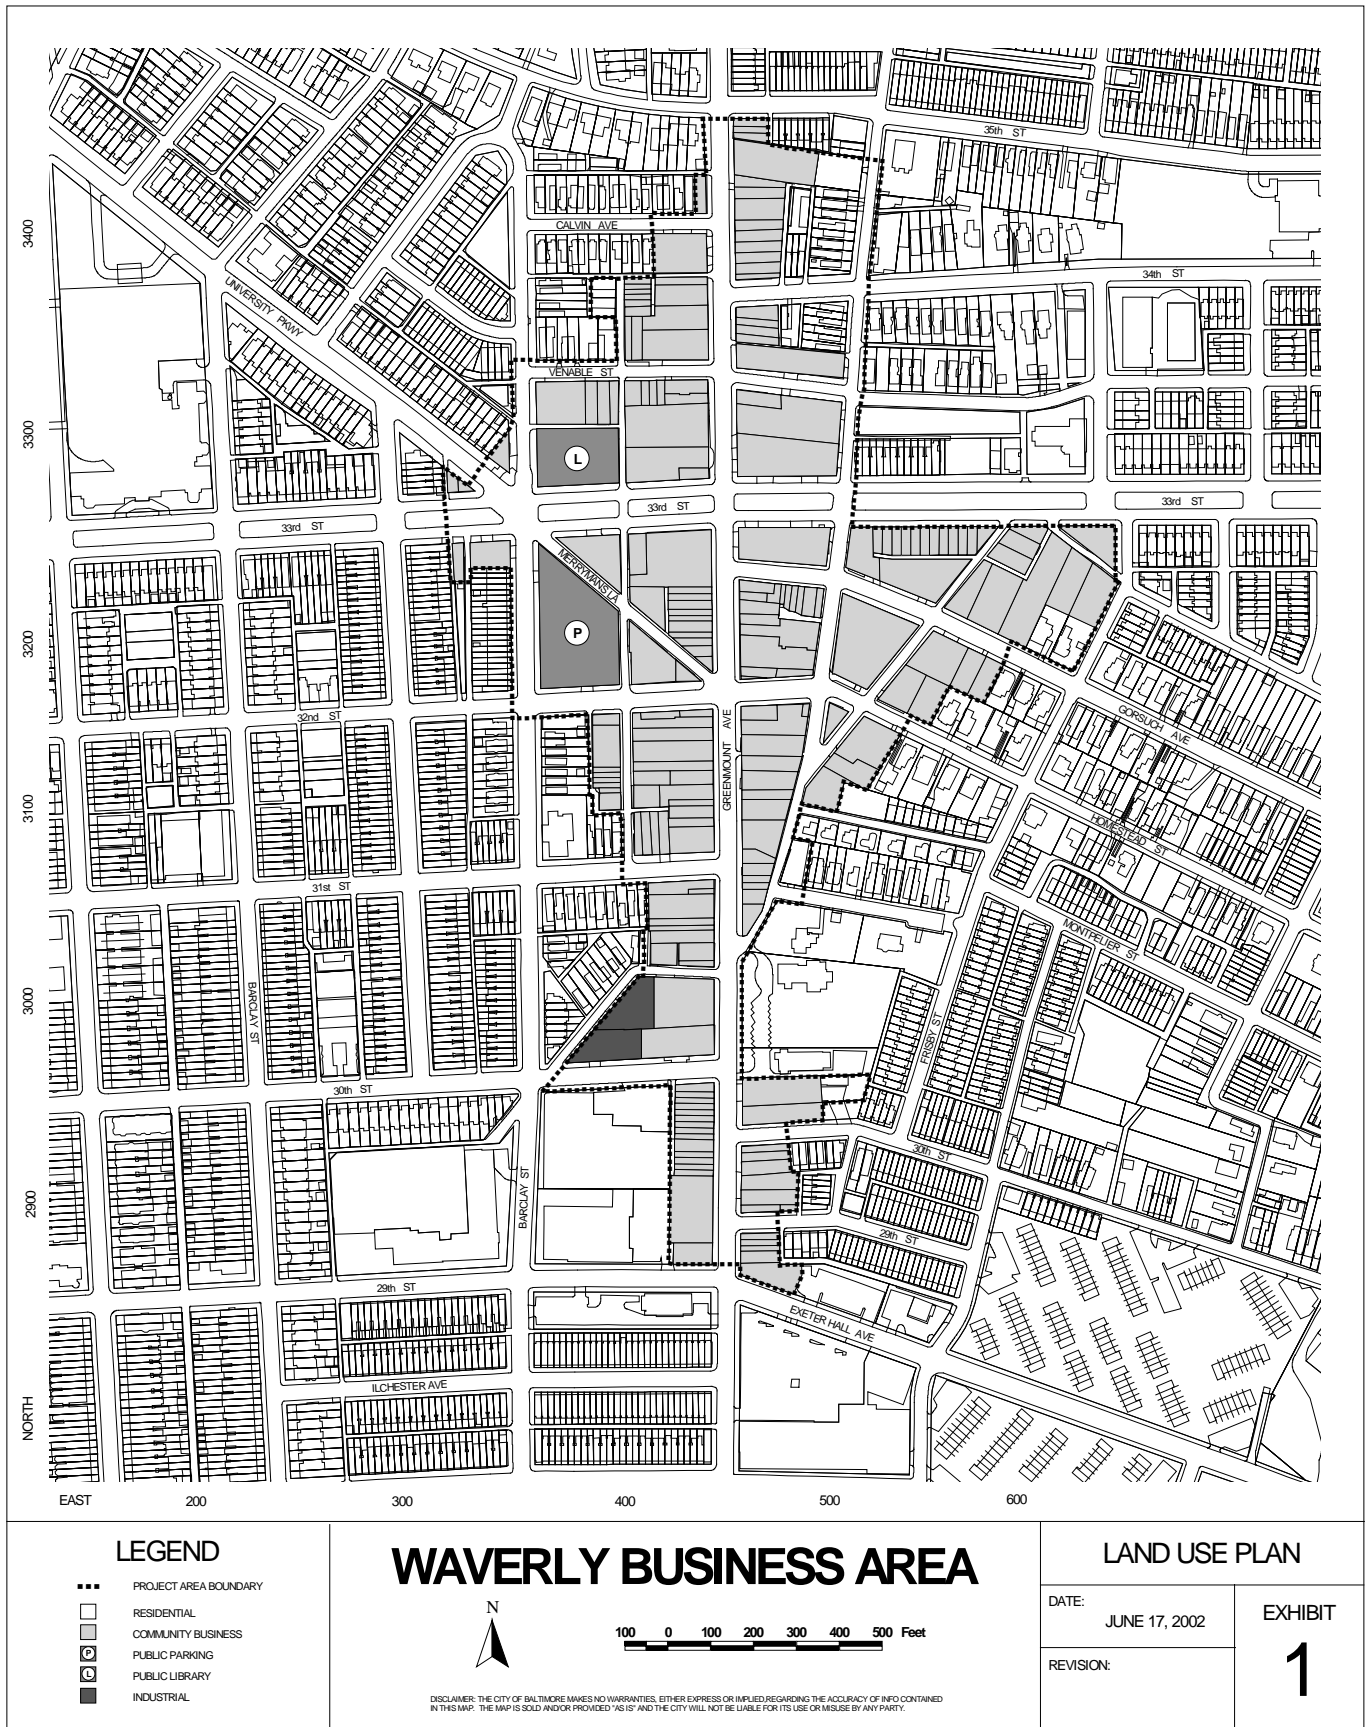 35th ST
3400
CALVIN AVE
34th ST
UNIVERSITY PKWY
VENABLE ST
3300
L
33rd ST
33rd ST
33rd ST
MERRYMANS LA
3200
P
32nd ST
GREENMOUNT AVE
GORSUCH AVE
3100
HOMESTEAD ST
31st ST
MONTPELIER ST
3000
BARCLAY ST
FRISBY ST
30th ST
30th ST
2900
BARCLAY ST
29th ST
29th ST
EXETER HALL AVE
ILCHESTER AVE
NORTH
EAST 200 300 400 500 600
LEGEND
PROJECT AREA BOUNDARY
RESIDENTIAL
COMMUNITY BUSINESS
P PUBLIC PARKING
L PUBLIC LIBRARY
INDUSTRIAL
WAVERLY BUSINESS AREA
N
100 0 100 200 300 400 500 Feet
DISCLAIMER: THE CITY OF BALTIMORE MAKES NO WARRANTIES, EITHER EXPRESS OR IMPLIED,REGARDING THE ACCURACY OF INFO CONTAINED
IN THIS MAP. THE MAP IS SOLD AND/OR PROVIDED "AS IS" AND THE CITY WILL NOT BE LIABLE FOR ITS USE OR MISUSE BY ANY PARTY.
LAND USE PLAN
DATE:
JUNE 17, 2002
REVISION:
EXHIBIT
1